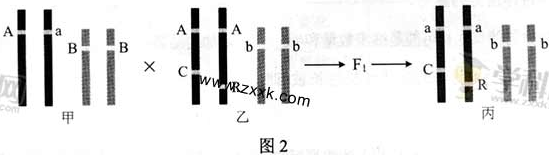 A a B B × A A b b → F₁ → a a b b
C R C R
甲 乙 丙
www.rzxxk.com
图2